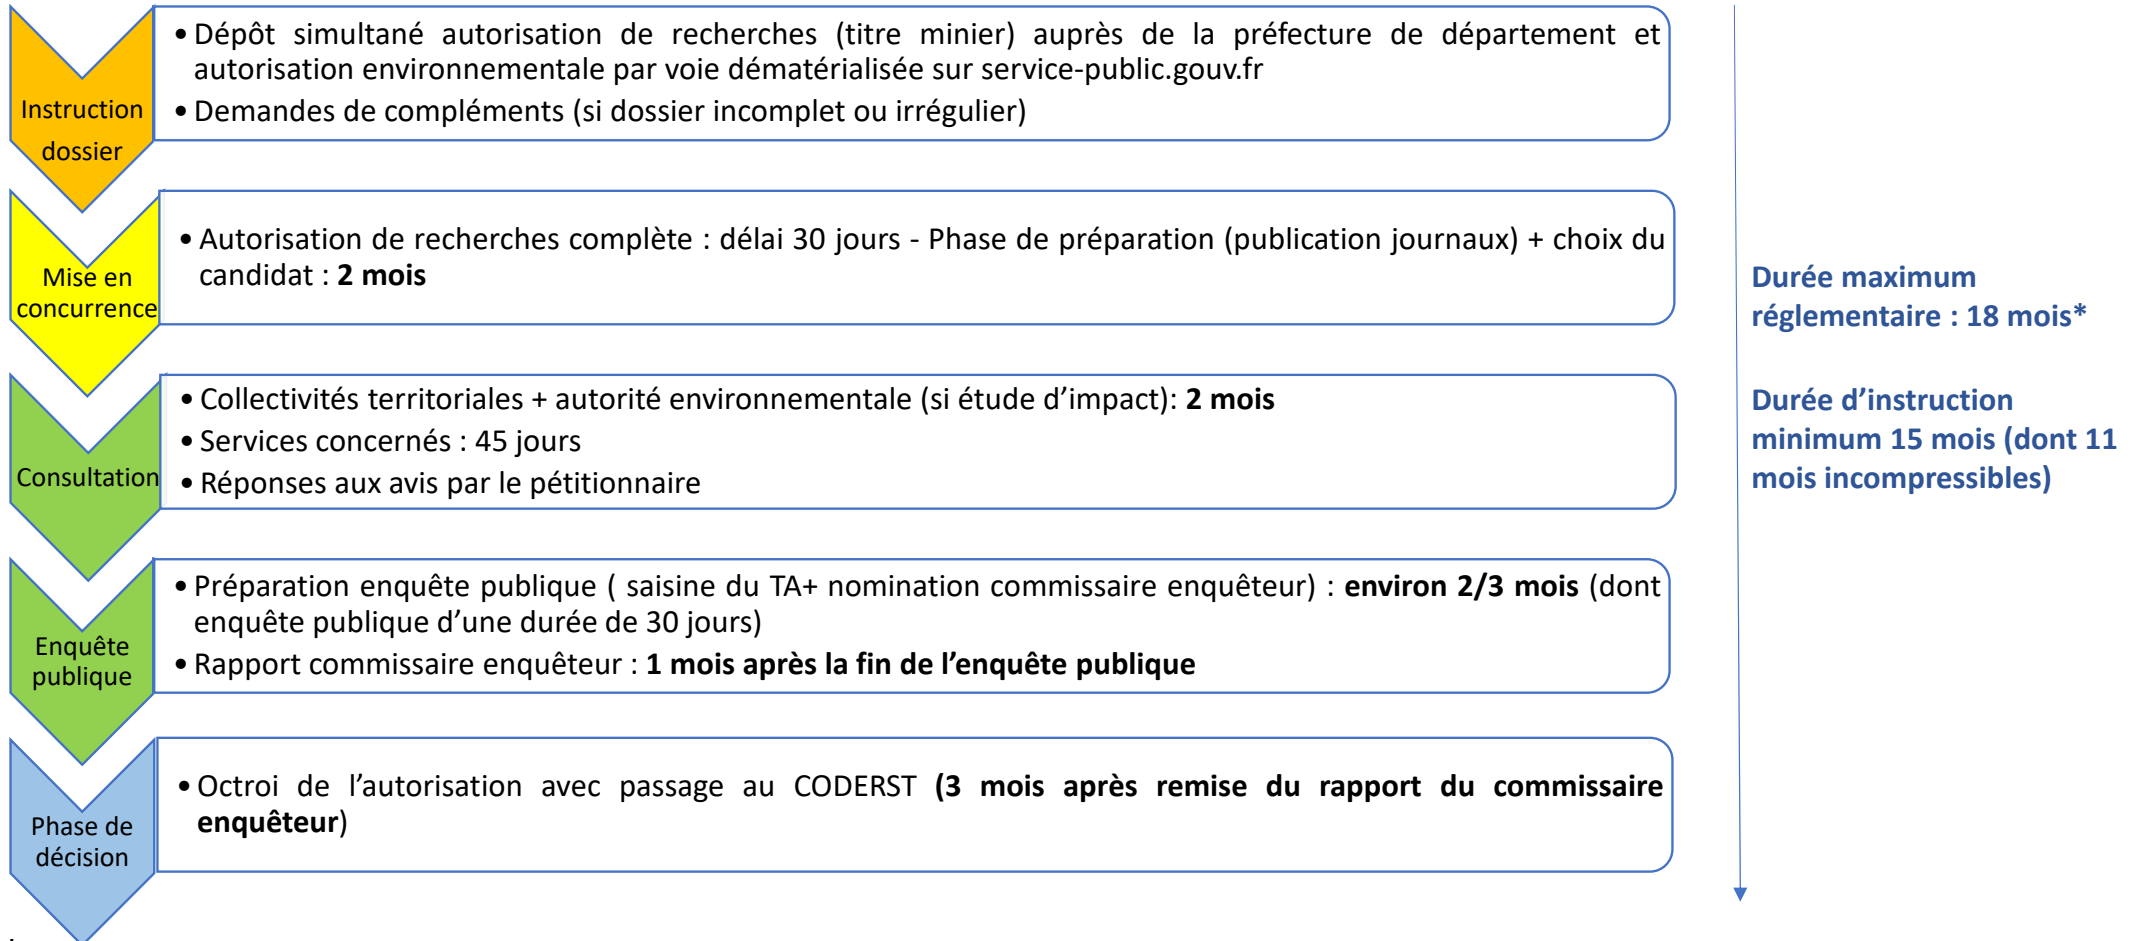 Instruction
dossier
• Dépôt simultané autorisation de recherches (titre minier) auprès de la préfecture de département et
autorisation environnementale par voie dématérialisée sur service-public.gouv.fr
• Demandes de compléments (si dossier incomplet ou irrégulier)
Mise en
concurrence
• Autorisation de recherches complète : délai 30 jours - Phase de préparation (publication journaux) + choix du
candidat : 2 mois
Consultation
• Collectivités territoriales + autorité environnementale (si étude d’impact): 2 mois
• Services concernés : 45 jours
• Réponses aux avis par le pétitionnaire
Enquête
publique
• Préparation enquête publique ( saisine du TA+ nomination commissaire enquêteur) : environ 2/3 mois (dont
enquête publique d’une durée de 30 jours)
• Rapport commissaire enquêteur : 1 mois après la fin de l’enquête publique
Phase de
décision
• Octroi de l’autorisation avec passage au CODERST (3 mois après remise du rapport du commissaire
enquêteur)
Durée maximum
réglementaire : 18 mois*
Durée d’instruction
minimum 15 mois (dont 11
mois incompressibles)